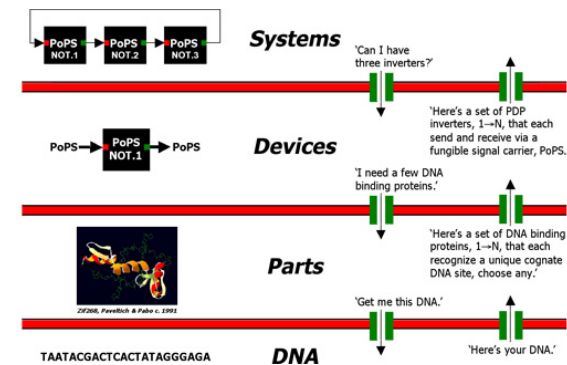 PoPS
NOT.1
PoPS
NOT.2
PoPS
NOT.3
Systems
'Can I have
three inverters?'
'Here's a set of PDP
inverters, 1→N, that each
send and receive via a
fungible signal carrier, PoPS.
PoPS
PoPS
NOT.1
PoPS
Devices
'I need a few DNA
binding proteins.'
'Here's a set of DNA binding
proteins, 1→N, that each
recognize a unique cognate
DNA site, choose any.'
Zif268, Paveltich & Pabo c. 1991
Parts
'Get me this DNA.'
'Here's your DNA.'
TAATACGACTCACTATAGGGAGA
DNA